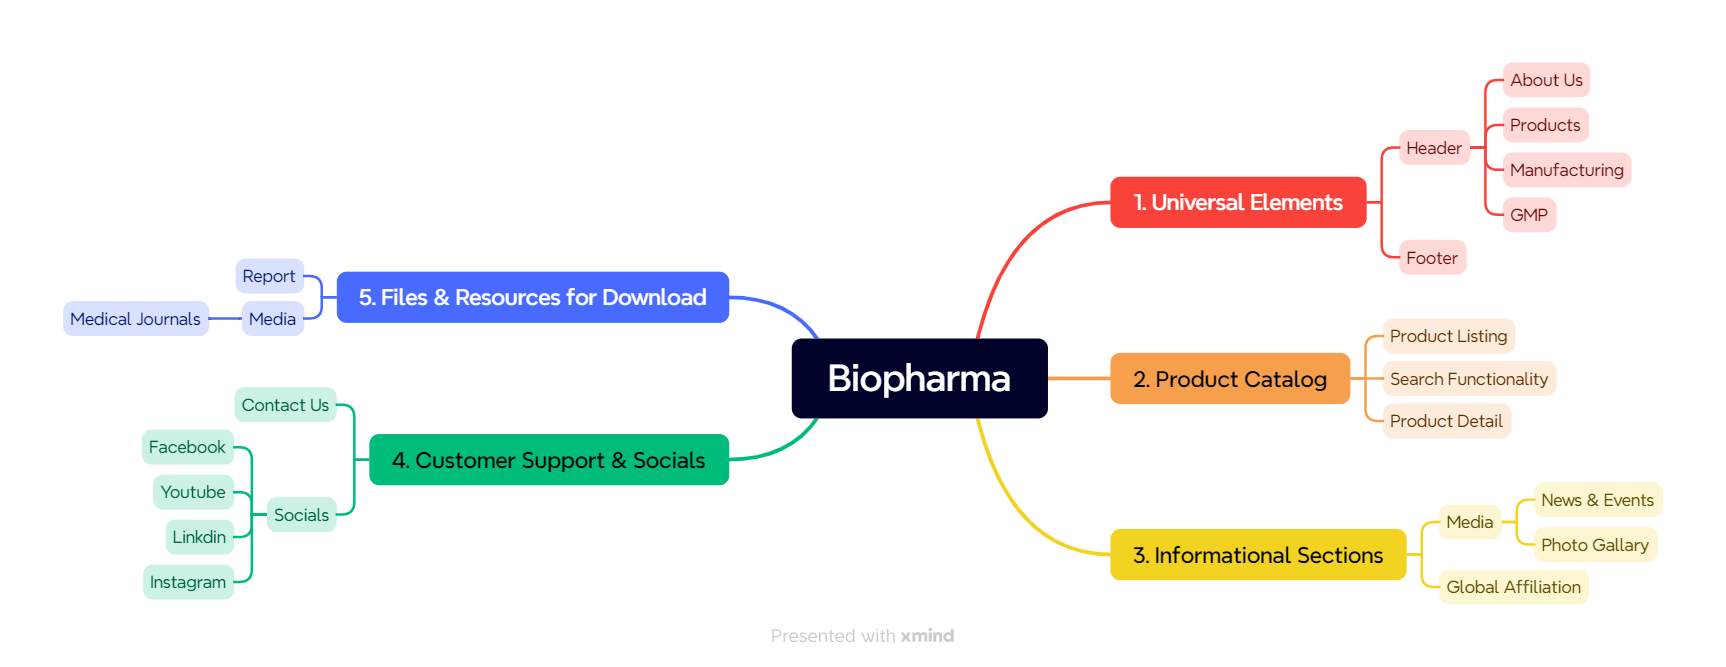 Biopharma
1. Universal Elements
Header
About Us
Products
Manufacturing
GMP
Footer
2. Product Catalog
Product Listing
Search Functionality
Product Detail
3. Informational Sections
Media
News & Events
Photo Gallary
Global Affiliation
4. Customer Support & Socials
Contact Us
Socials
Facebook
Youtube
Linkdin
Instagram
5. Files & Resources for Download
Report
Media
Medical Journals
Presented with xmind